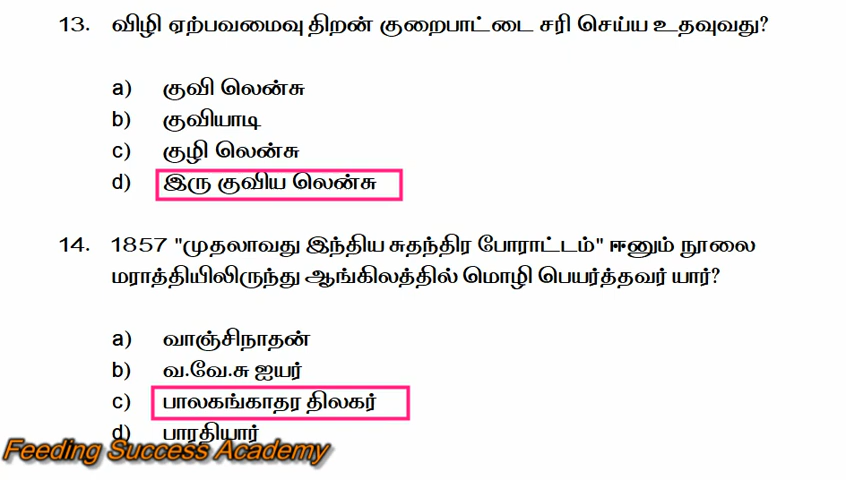 13. விழி ஏற்பவமைவு திறன் குறைபாட்டை சரி செய்ய உதவுவது?
a) குவி லென்சு
b) குவியாடி
c) குழி லென்சு
d) இரு குவிய லென்சு
14. 1857 "முதலாவது இந்திய சுதந்திர போராட்டம்" ஈனும் நூலை
மராத்தியிலிருந்து ஆங்கிலத்தில் மொழி பெயர்த்தவர் யார்?
a) வாஞ்சிநாதன்
b) வ.வே.சு ஐயர்
c) பாலகங்காதர திலகர்
d) பாரதியார்
Feeding Success Academy